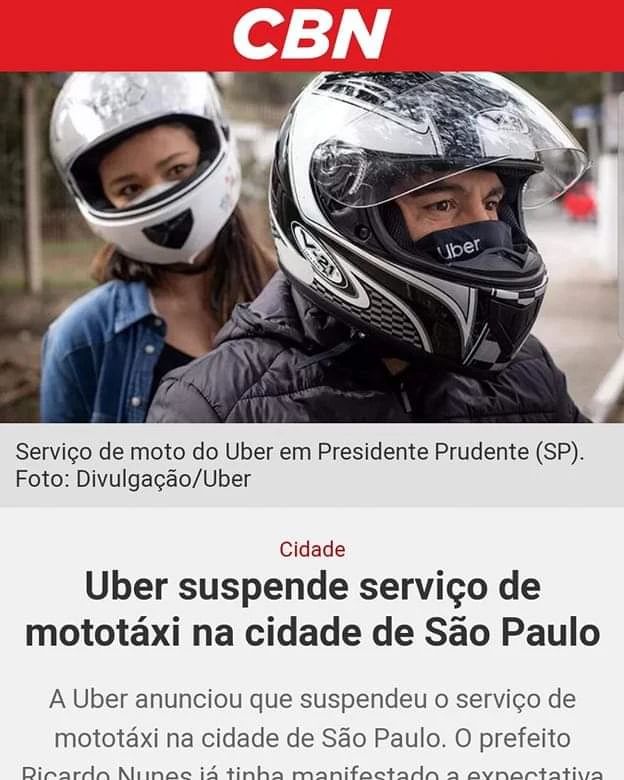 CBN
Uber
Serviço de moto do Uber em Presidente Prudente (SP).
Foto: Divulgação/Uber
Cidade
Uber suspende serviço de
mototáxi na cidade de São Paulo
A Uber anunciou que suspendeu o serviço de
mototáxi na cidade de São Paulo. O prefeito
Ricardo Nunes já tinha manifestado a expectativa